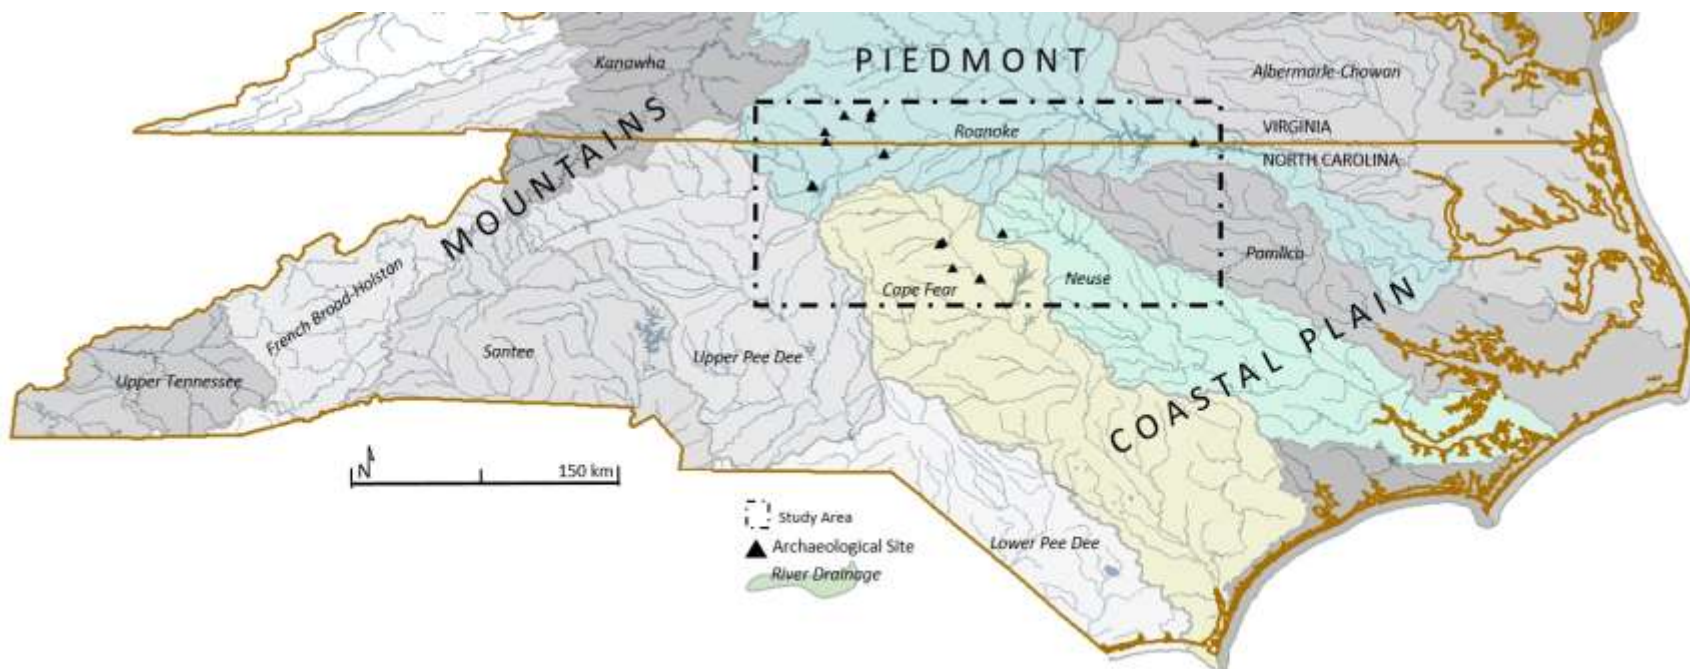 PIEDMONT
Kanawha
Albermarle-Chowan
MOUNTAINS
Roanoke
VIRGINIA
NORTH CAROLINA
Pamlico
French Broad-Holston
Cape Fear
Neuse
COASTAL PLAIN
Santee
Upper Pee Dee
Upper Tennessee
N
150 km
Study Area
Archaeological Site
Lower Pee Dee
River Drainage